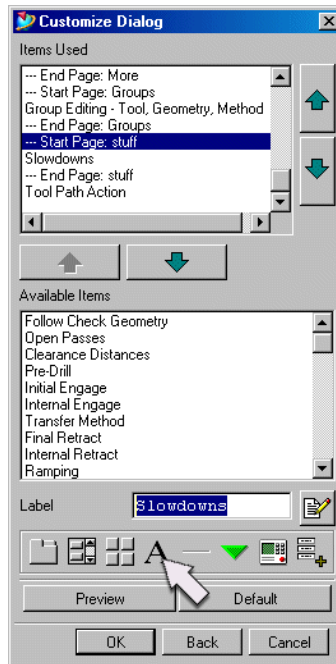 Customize Dialog
Items Used
--- End Page: More
--- Start Page: Groups
Group Editing - Tool, Geometry, Method
--- End Page: Groups
--- Start Page: stuff
Slowdowns
--- End Page: stuff
Tool Path Action
Available Items
Follow Check Geometry
Open Passes
Clearance Distances
Pre-Drill
Initial Engage
Internal Engage
Transfer Method
Final Retract
Internal Retract
Ramping
Label
Slowdowns
A
Preview
Default
OK
Back
Cancel